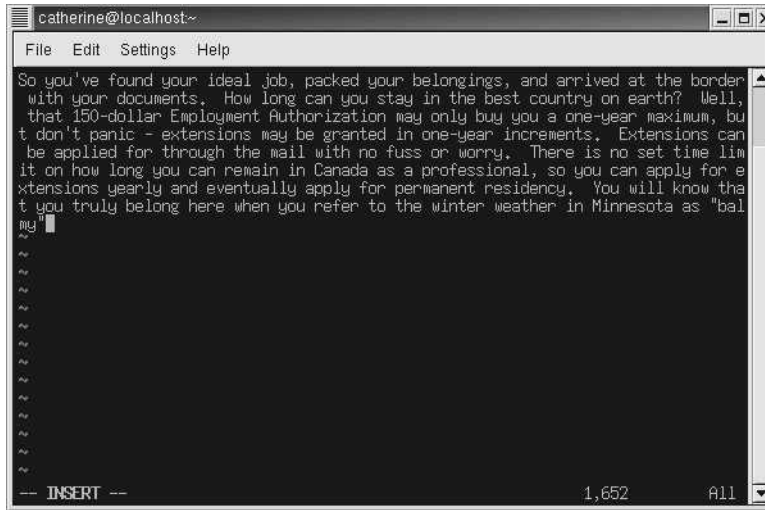 catherine@localhost:~
File Edit Settings Help
So you've found your ideal job, packed your belongings, and arrived at the border
 with your documents.  How long can you stay in the best country on earth?  Well,
 that 150-dollar Employment Authorization may only buy you a one-year maximum, bu
t don't panic - extensions may be granted in one-year increments.  Extensions can
 be applied for through the mail with no fuss or worry.  There is no set time lim
it on how long you can remain in Canada as a professional, so you can apply for e
xtensions yearly and eventually apply for permanent residency.  You will know tha
t you truly belong here when you refer to the winter weather in Minnesota as "bal
my"
~
~
~
~
~
~
~
~
~
~
~
~
~
~
-- INSERT -- 1,652 All